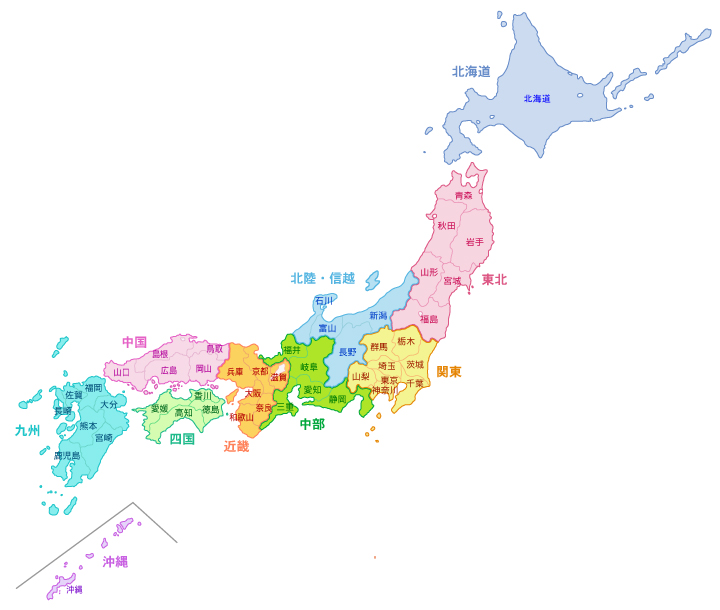 北海道
北海道
青森
秋田
岩手
山形
宮城
東北
福島
北陸・信越
石川
新潟
富山
長野
中国
鳥取
島根
岡山
広島
山口
福井
岐阜
愛知
静岡
三重
中部
群馬
栃木
埼玉
茨城
山梨
東京
神奈川
千葉
関東
兵庫
京都
滋賀
大阪
奈良
和歌山
近畿
香川
愛媛
高知
徳島
四国
福岡
佐賀
長崎
大分
熊本
宮崎
鹿児島
九州
沖縄
沖縄